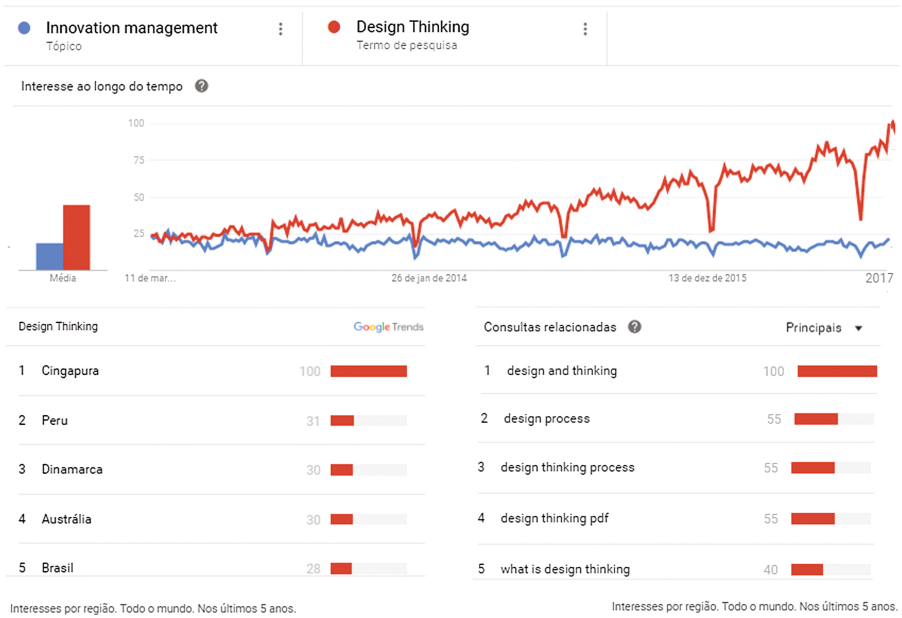 Innovation management
Tópico
Design Thinking
Termo de pesquisa
Interesse ao longo do tempo ?
100
75
50
25
Média
11 de mar...
26 de jan de 2014
13 de dez de 2015
2017
Design Thinking
Google Trends
1 Cingapura 100
2 Peru 31
3 Dinamarca 30
4 Austrália 30
5 Brasil 28
Interesses por região. Todo o mundo. Nos últimos 5 anos.
Consultas relacionadas ?
Principais
1 design and thinking 100
2 design process 55
3 design thinking process 55
4 design thinking pdf 55
5 what is design thinking 40
Interesses por região. Todo o mundo. Nos últimos 5 anos.